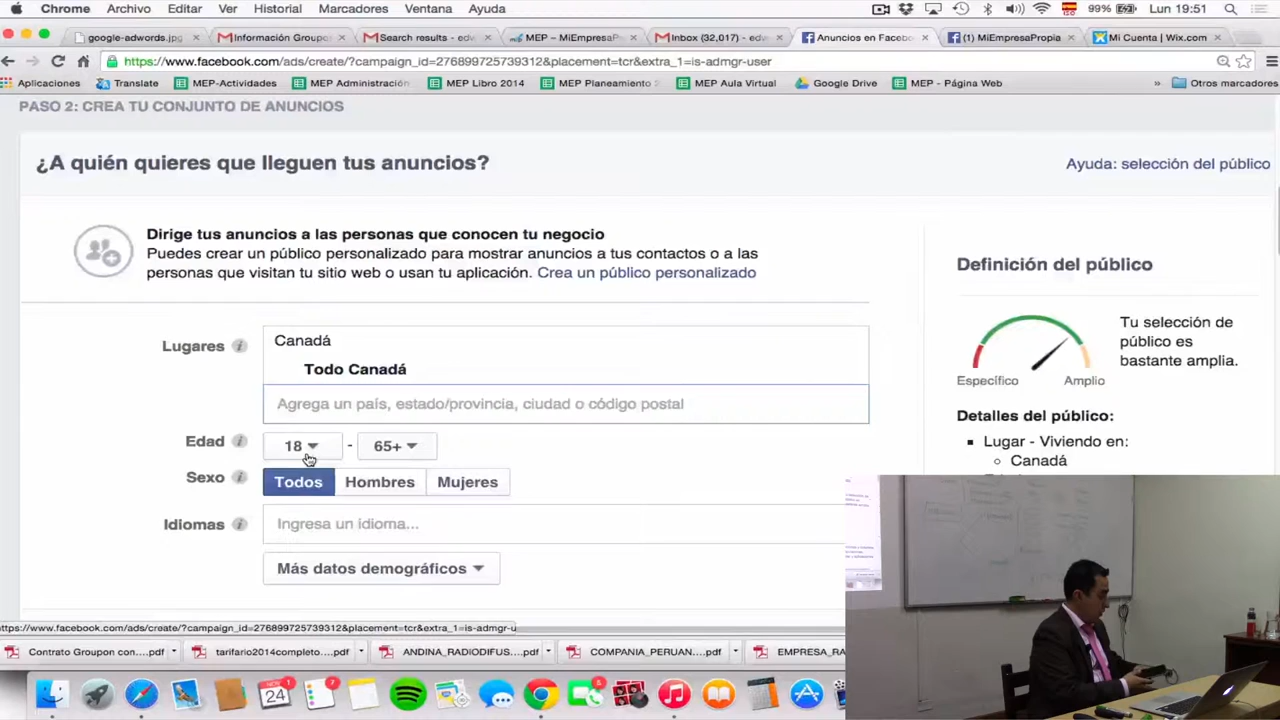 Chrome Archivo Editar Ver Historial Marcadores Ventana Ayuda 99% Lun 19:51
google-adwords.jpg Información Groupo Search results - edw MEP – MiEmpresaP Inbox (32,017) - edw Anuncios en Facebo (1) MiEmpresaPropia Mi Cuenta | Wix.com
https://www.facebook.com/ads/create/?campaign_id=276899725739312&placement=tcr&extra_1=is-admgr-user
Aplicaciones Translate MEP-Actividades MEP Administración MEP Libro 2014 MEP Planeamiento MEP Aula Virtual Google Drive MEP - Página Web » Otros marcadores
PASO 2: CREA TU CONJUNTO DE ANUNCIOS
¿A quién quieres que lleguen tus anuncios?
Ayuda: selección del público
Dirige tus anuncios a las personas que conocen tu negocio
Puedes crear un público personalizado para mostrar anuncios a tus contactos o a las
personas que visitan tu sitio web o usan tu aplicación. Crea un público personalizado
Lugares
Canadá
Todo Canadá
Agrega un país, estado/provincia, ciudad o código postal
Edad 18 - 65+
Sexo Todos Hombres Mujeres
Idiomas Ingresa un idioma...
Más datos demográficos
Definición del público
Tu selección de
público es
bastante amplia.
Específico Amplio
Detalles del público:
Lugar - Viviendo en:
Canadá
https://www.facebook.com/ads/create/?campaign_id=276899725739312&placement=tcr&extra_1=is-admgr-u
Contrato Groupon con....pdf tarifario2014completo....pdf ANDINA_RADIODIFUS....pdf COMPANIA_PERUAN....pdf EMPRESA_RA
NOV
24 1 7 5